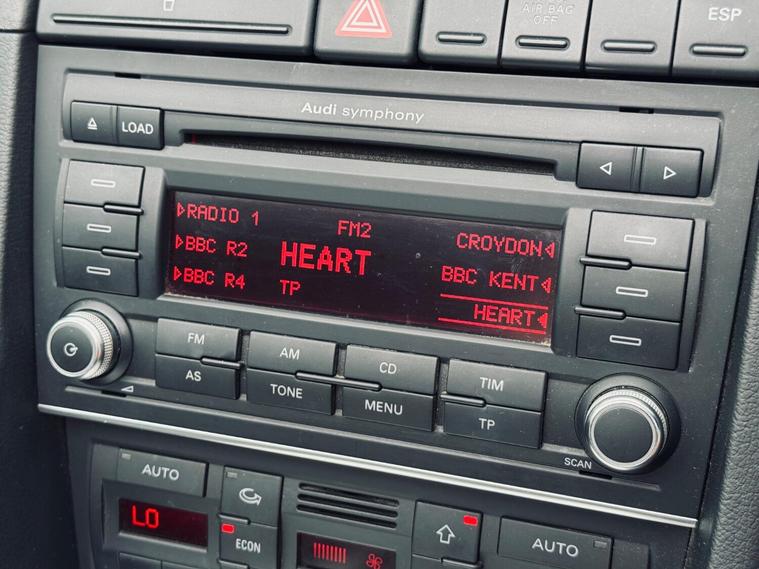 AIR BAG
OFF
ESP
Audi symphony
LOAD
RADIO 1
FM2
CROYDON
BBC R2
HEART
BBC KENT
BBC R4
TP
HEART
FM
AM
CD
TIM
AS
TONE
MENU
TP
SCAN
AUTO
LO
ECON
AUTO